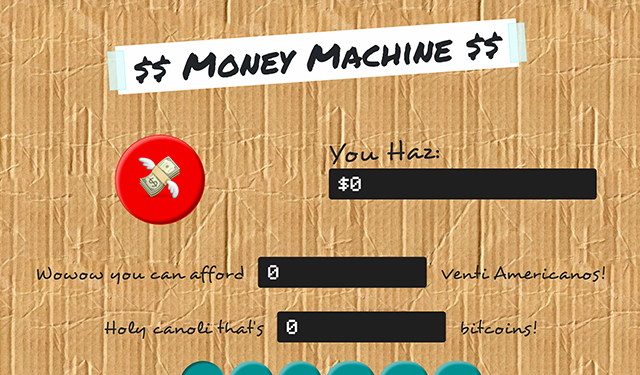 $$ Money Machine $$
You Haz:
$0
Wowow you can afford 0 Venti Americanos!
Holy canoli that's 0 bitcoins!